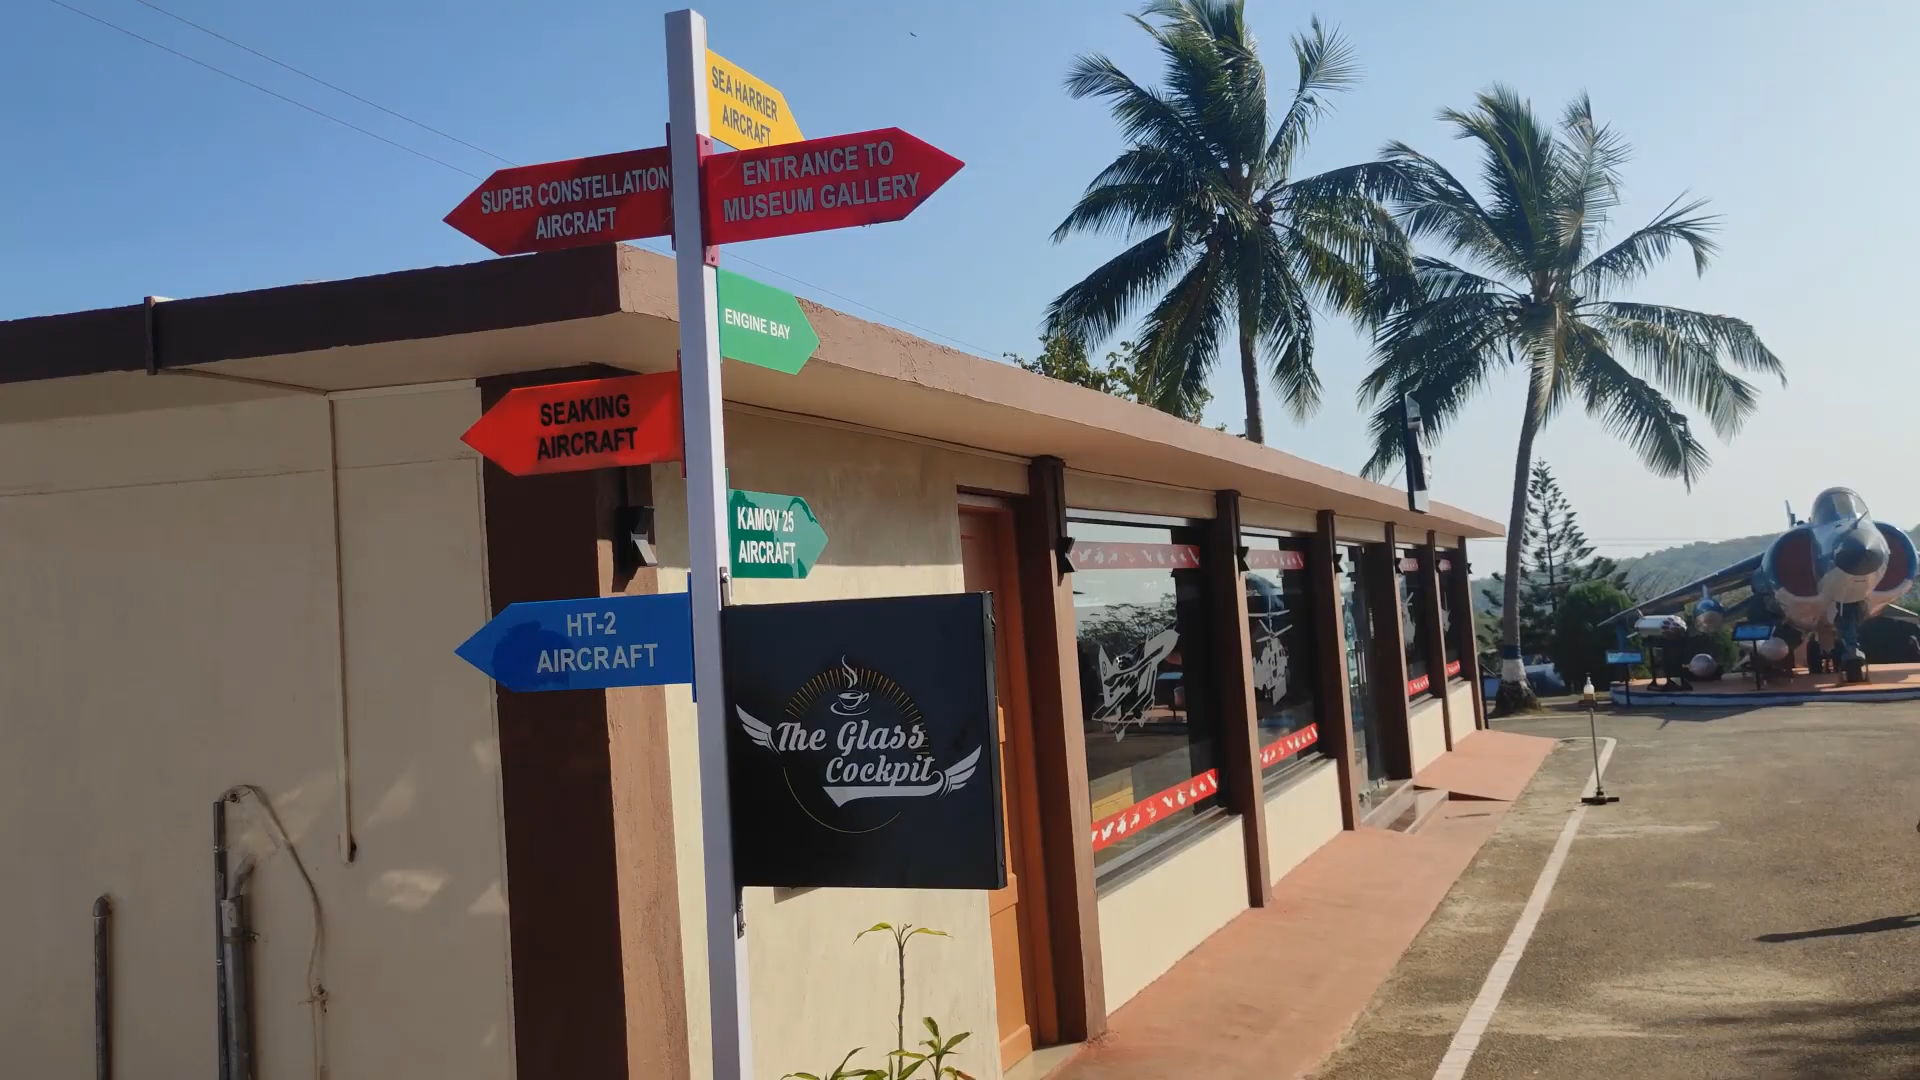 SEA HARRIER
AIRCRAFT
SUPER CONSTELLATION
AIRCRAFT
ENTRANCE TO
MUSEUM GALLERY
ENGINE BAY
SEAKING
AIRCRAFT
KAMOV 25
AIRCRAFT
HT-2
AIRCRAFT
The Glass
Cockpit